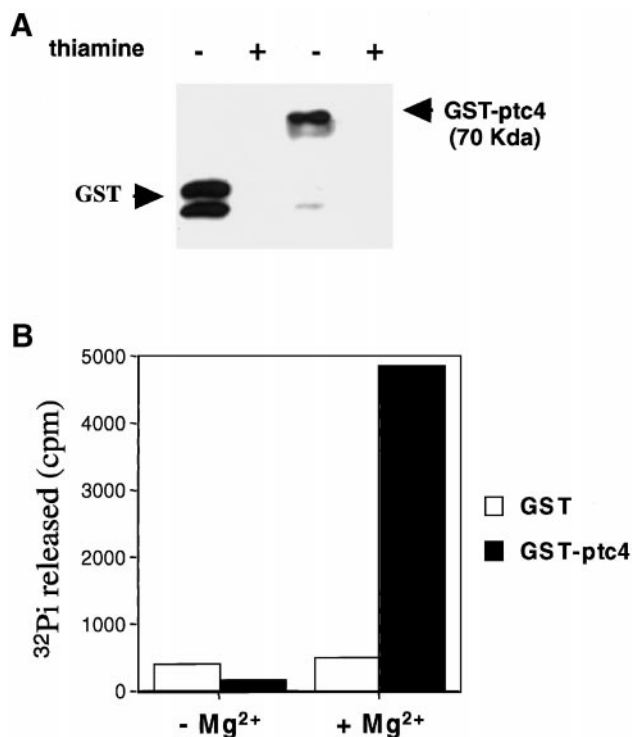 A
thiamine - + - +
GST-ptc4
(70 Kda)
GST
B
5000
4000
3000
2000
1000
0
32Pi released (cpm)
GST
GST-ptc4
- Mg2+ + Mg2+